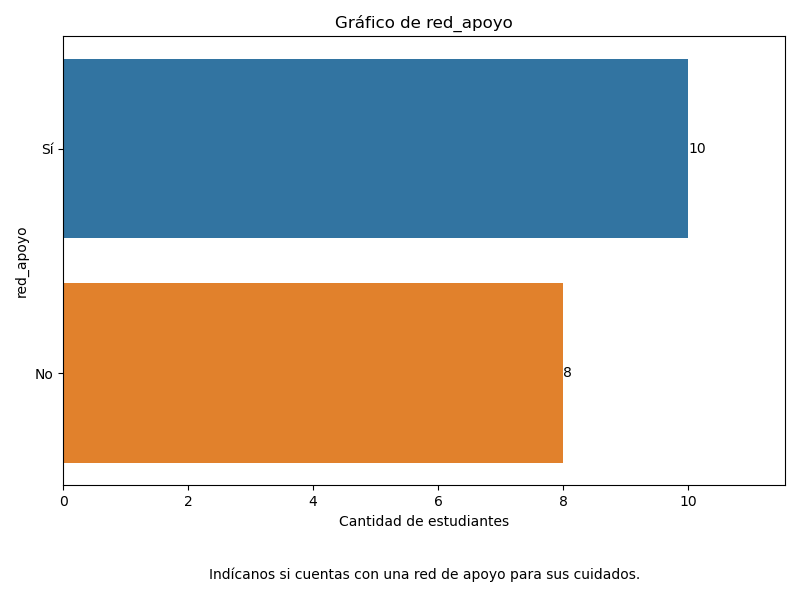 Gráfico de red_apoyo
Sí
10
red_apoyo
No
8
0 2 4 6 8 10
Cantidad de estudiantes
Indícanos si cuentas con una red de apoyo para sus cuidados.